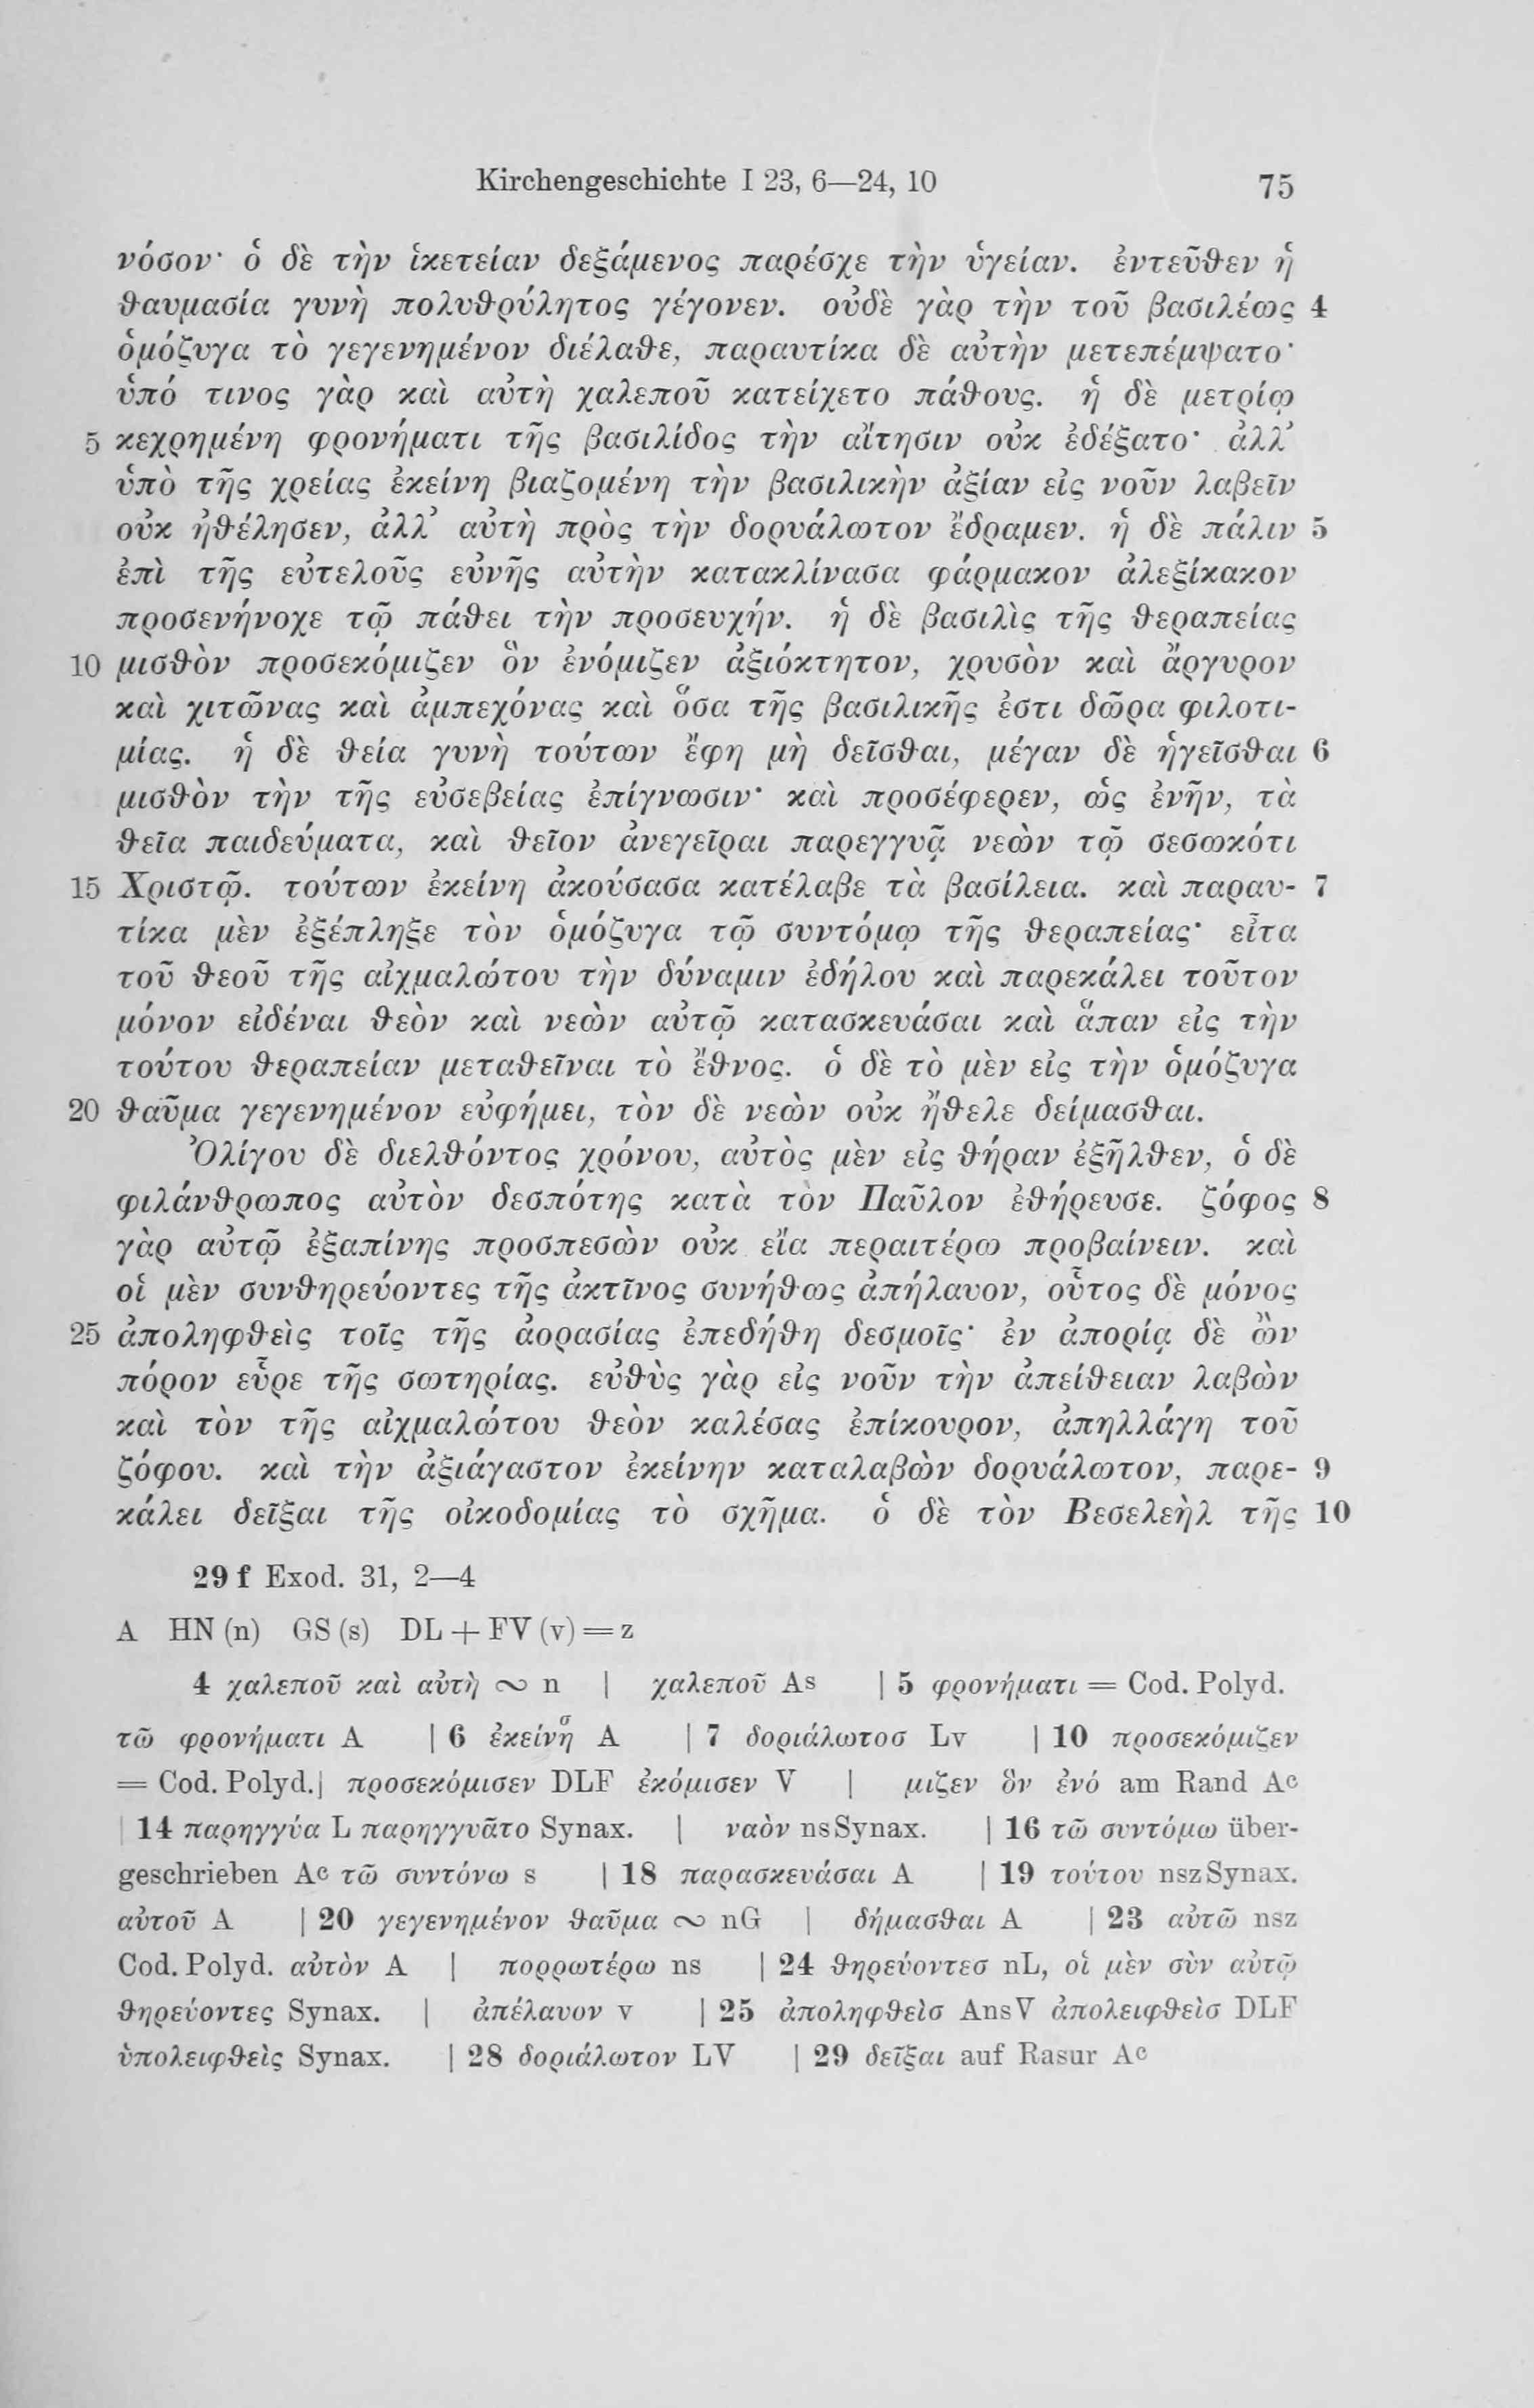 Kirchengeschichte I 23, 6—24, 10 75
νόσον· ὁ δὲ τὴν ἱκετείαν δεξάμενος παρέσχε τὴν ὑγείαν. ἐντεῦθεν ἡ
θαυμασία γυνὴ πολυθρύλητος γέγονεν. οὐδὲ γὰρ τὴν τοῦ βασιλέως 4
ὁμόζυγα τὸ γεγενημένον διέλαθε, παραυτίκα δὲ αὐτὴν μετεπέμψατο·
ὑπό τινος γὰρ καὶ αὐτὴ χαλεποῦ κατείχετο πάθους. ἡ δὲ μετρίῳ
5 κεχρημένη φρονήματι τῆς βασιλίδος τὴν αἴτησιν οὐκ ἐδέξατο· ἀλλ’
ὑπὸ τῆς χρείας ἐκείνη βιαζομένη τὴν βασιλικὴν ἀξίαν εἰς νοῦν λαβεῖν
οὐκ ἠθέλησεν, ἀλλ’ αὐτὴ πρὸς τὴν δορυάλωτον ἔδραμεν. ἡ δὲ πάλιν 5
ἐπὶ τῆς εὐτελοῦς εὐνῆς αὐτὴν κατακλίνασα φάρμακον ἀλεξίκακον
προσενήνοχε τῷ πάθει τὴν προσευχήν. ἡ δὲ βασιλὶς τῆς θεραπείας
10 μισθὸν προσεκόμιζεν ὃν ἐνόμιζεν ἀξιόκτητον, χρυσὸν καὶ ἄργυρον
καὶ χιτῶνας καὶ ἀμπεχόνας καὶ ὅσα τῆς βασιλικῆς ἐστι δῶρα φιλοτι-
μίας. ἡ δὲ θεία γυνὴ τούτων ἔφη μὴ δεῖσθαι, μέγαν δὲ ἡγεῖσθαι 6
μισθὸν τὴν τῆς εὐσεβείας ἐπίγνωσιν· καὶ προσέφερεν, ὡς ἐνῆν, τὰ
θεῖα παιδεύματα, καὶ θεῖον ἀνεγεῖραι παρεγγυᾷ νεὼν τῷ σεσωκότι
15 Χριστῷ. τούτων ἐκείνη ἀκούσασα κατέλαβε τὰ βασίλεια. καὶ παραυ- 7
τίκα μὲν ἐξέπληξε τὸν ὁμόζυγα τῷ συντόμῳ τῆς θεραπείας· εἶτα
τοῦ θεοῦ τῆς αἰχμαλώτου τὴν δύναμιν ἐδήλου καὶ παρεκάλει τοῦτον
μόνον εἰδέναι θεὸν καὶ νεὼν αὐτῷ κατασκευάσαι καὶ ἅπαν εἰς τὴν
τούτου θεραπείαν μεταθεῖναι τὸ ἔθνος. ὁ δὲ τὸ μὲν εἰς τὴν ὁμόζυγα
20 θαῦμα γεγενημένον εὐφήμει, τὸν δὲ νεὼν οὐκ ἤθελε δείμασθαι.
Ὀλίγου δὲ διελθόντος χρόνου, αὐτὸς μὲν εἰς θήραν ἐξῆλθεν, ὁ δὲ
φιλάνθρωπος αὐτὸν δεσπότης κατὰ τὸν Παῦλον ἐθήρευσε. ζόφος 8
γὰρ αὐτῷ ἐξαπίνης προσπεσὼν οὐκ εἴα περαιτέρω προβαίνειν. καὶ
οἱ μὲν συνθηρεύοντες τῆς ἀκτῖνος συνήθως ἀπήλαυον, οὗτος δὲ μόνος
25 ἀποληφθεὶς τοῖς τῆς ἀορασίας ἐπεδήθη δεσμοῖς· ἐν ἀπορίᾳ δὲ ὢν
πόρον εὗρε τῆς σωτηρίας. εὐθὺς γὰρ εἰς νοῦν τὴν ἀπείθειαν λαβὼν
καὶ τὸν τῆς αἰχμαλώτου θεὸν καλέσας ἐπίκουρον, ἀπηλλάγη τοῦ
ζόφου. καὶ τὴν ἀξιάγαστον ἐκείνην καταλαβὼν δορυάλωτον, παρε- 9
κάλει δεῖξαι τῆς οἰκοδομίας τὸ σχῆμα. ὁ δὲ τὸν Βεσελεὴλ τῆς 10
29 f Exod. 31, 2—4
A HN (n) GS (s) DL + FV (v) = z
4 χαλεποῦ καὶ αὐτὴ ∾ n | χαλεποῦ As | 5 φρονήματι = Cod. Polyd.
τῶ φρονήματι A | 6 ἐκείνῆσ A | 7 δοριάλωτοσ Lv | 10 προσεκόμιζεν
= Cod. Polyd.] προσεκόμισεν DLF ἐκόμισεν V | μιζεν ὃν ἐνό am Rand Ac
| 14 παρηγγύα L παρηγγυᾶτο Synax. | ναὸν ns Synax. | 16 τῶ συντόμω über-
geschrieben Ac τῶ συντόνω s | 18 παρασκευάσαι A | 19 τούτου nsz Synax.
αὐτοῦ A | 20 γεγενημένον θαῦμα ∾ nG | δήμασθαι A | 23 αὐτῶ nsz
Cod. Polyd. αὐτὸν A | πορρωτέρω ns | 24 θηρεύοντεσ nL, οἱ μὲν σὺν αὐτῷ
θηρεύοντες Synax. | ἀπέλαυον v | 25 ἀποληφθεὶσ AnsV ἀπολειφθεὶσ DLF
ὑπολειφθεὶς Synax. | 28 δοριάλωτον LV | 29 δεῖξαι auf Rasur Ac